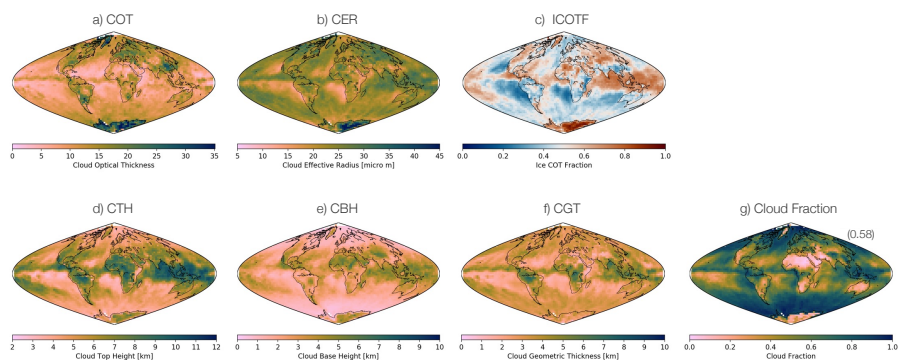 a) COT
b) CER
c) ICOTF
0 5 10 15 20 25 30 35
Cloud Optical Thickness
5 10 15 20 25 30 35 40 45
Cloud Effective Radius [micro m]
0.0 0.2 0.4 0.6 0.8 1.0
Ice COT Fraction
d) CTH
e) CBH
f) CGT
g) Cloud Fraction
(0.58)
2 3 4 5 6 7 8 9 10 11 12
Cloud Top Height [km]
0 1 2 3 4 5 6 7 8 9 10
Cloud Base Height [km]
0 1 2 3 4 5 6 7 8 9 10
Cloud Geometric Thickness [km]
0.0 0.2 0.4 0.6 0.8 1.0
Cloud Fraction